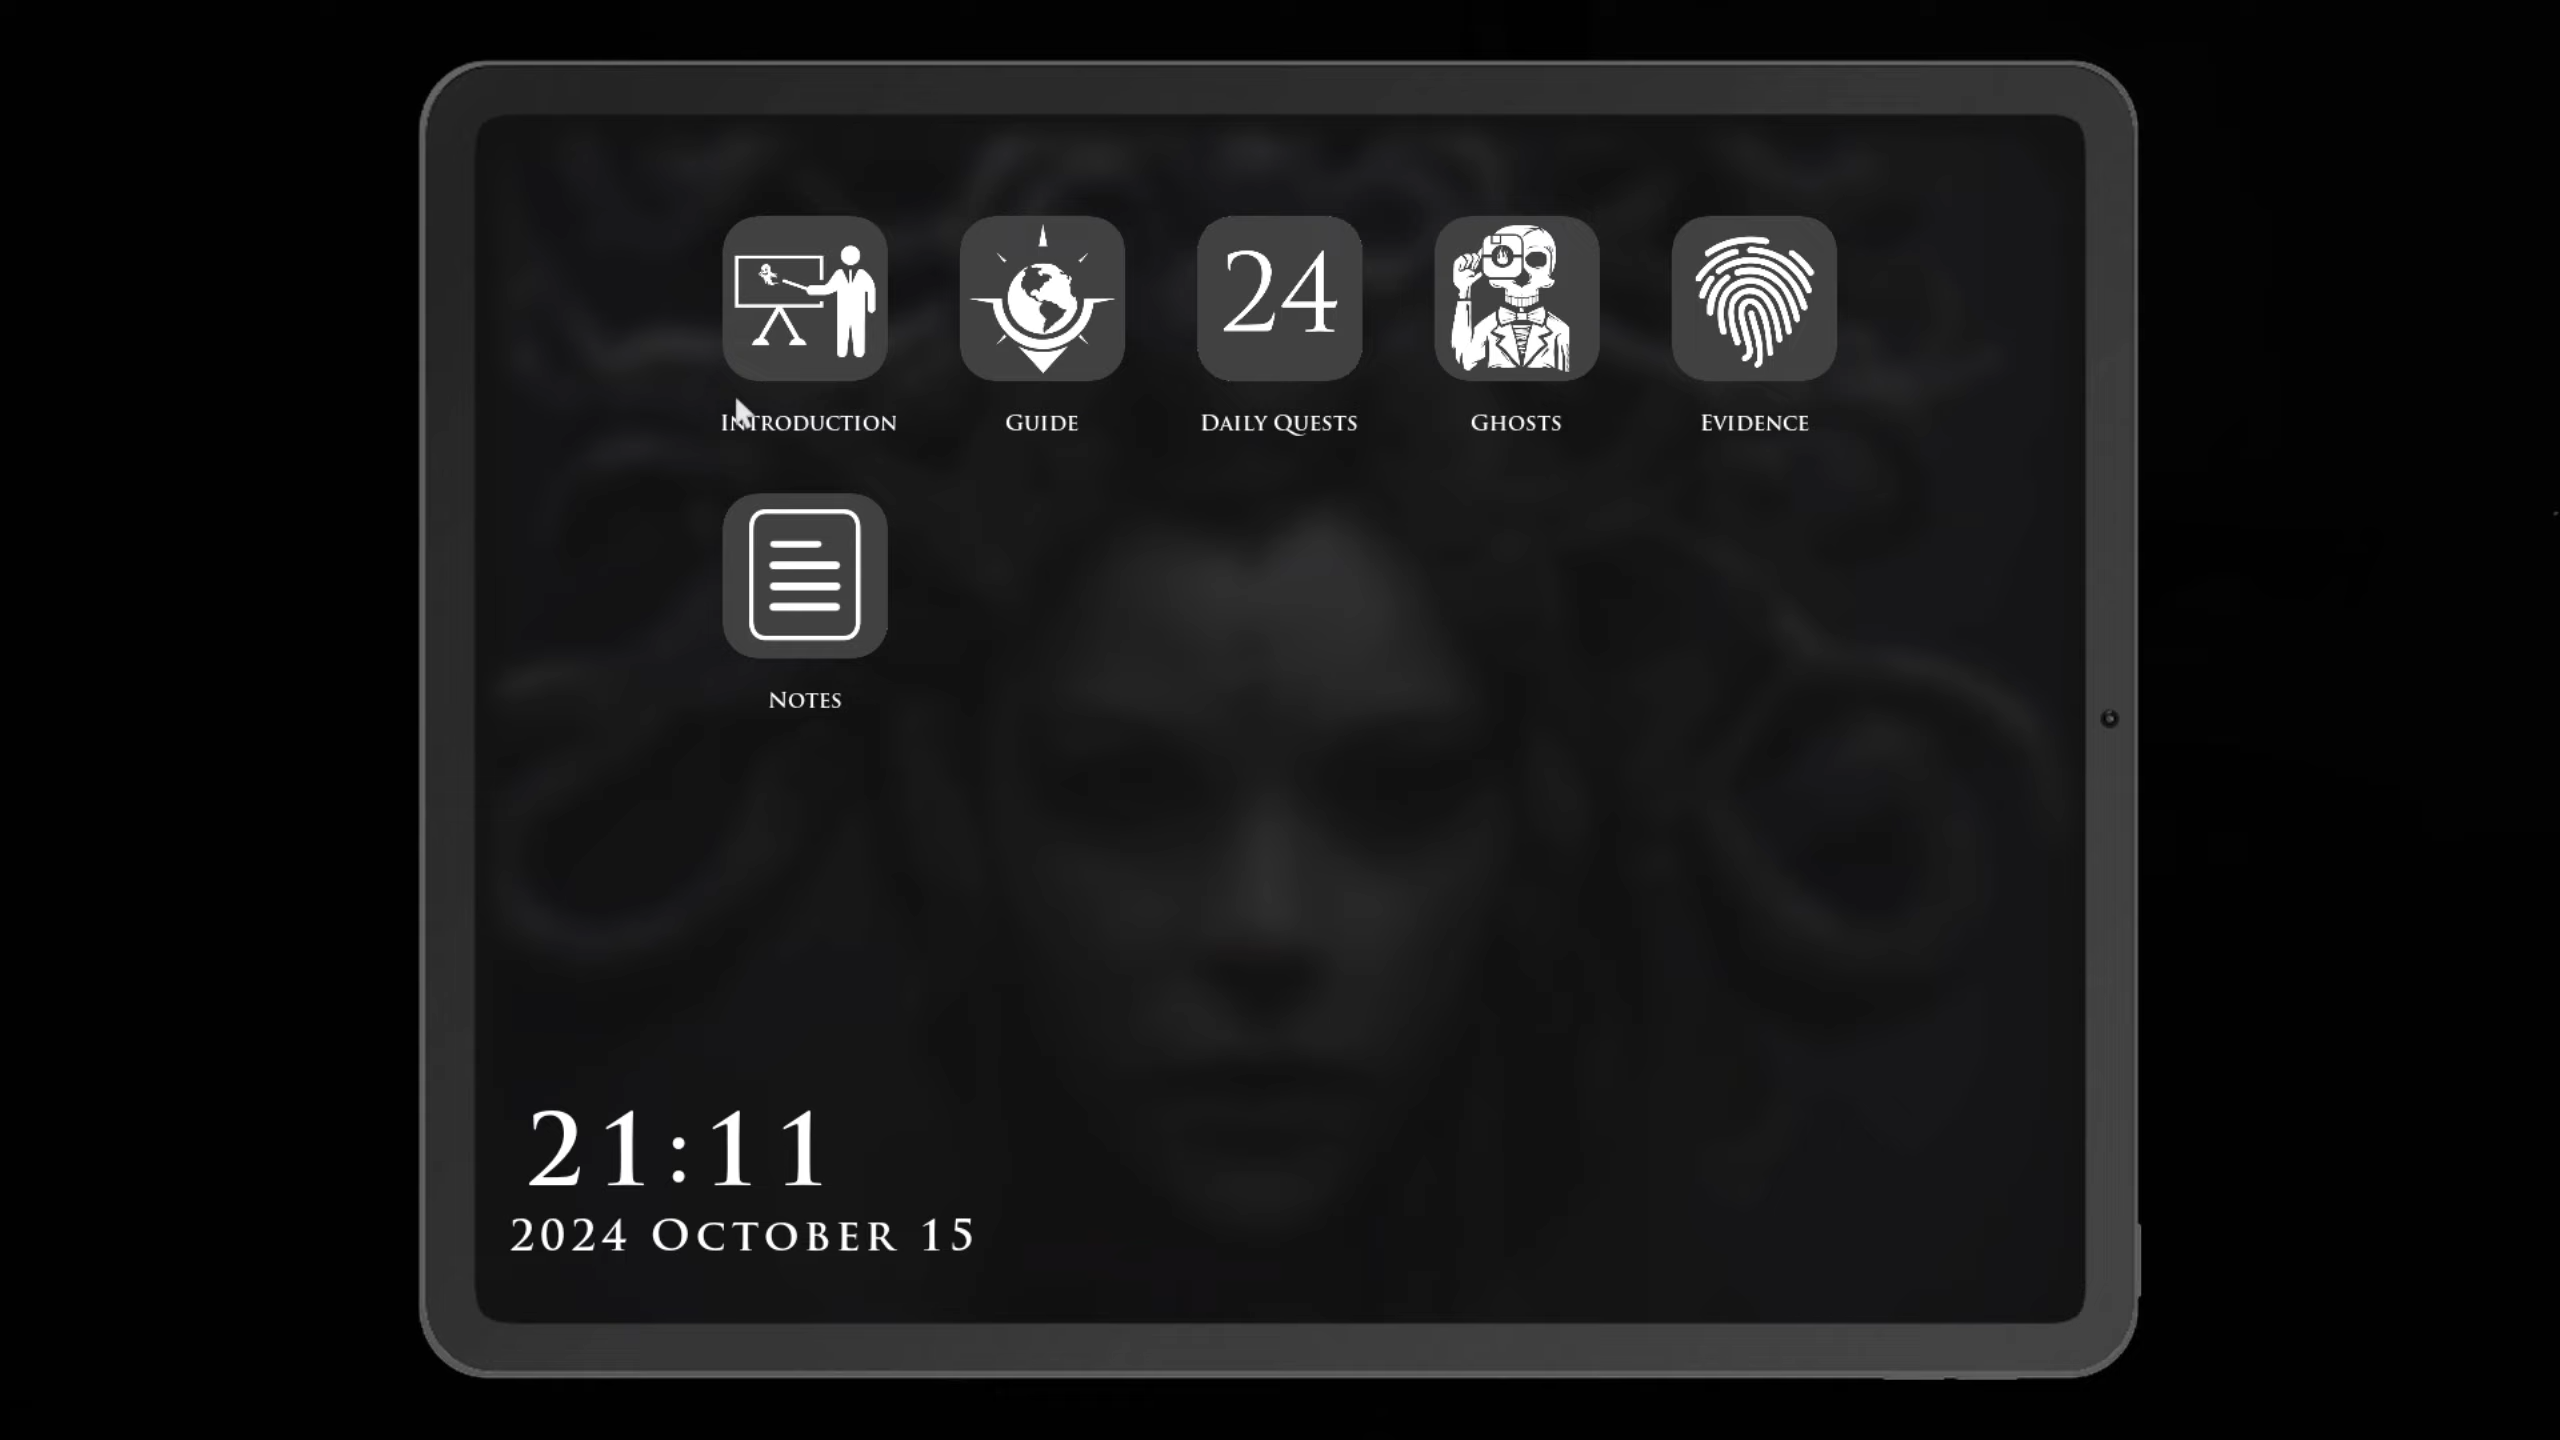 24
Introduction
Guide
Daily Quests
Ghosts
Evidence
Notes
21:11
2024 October 15